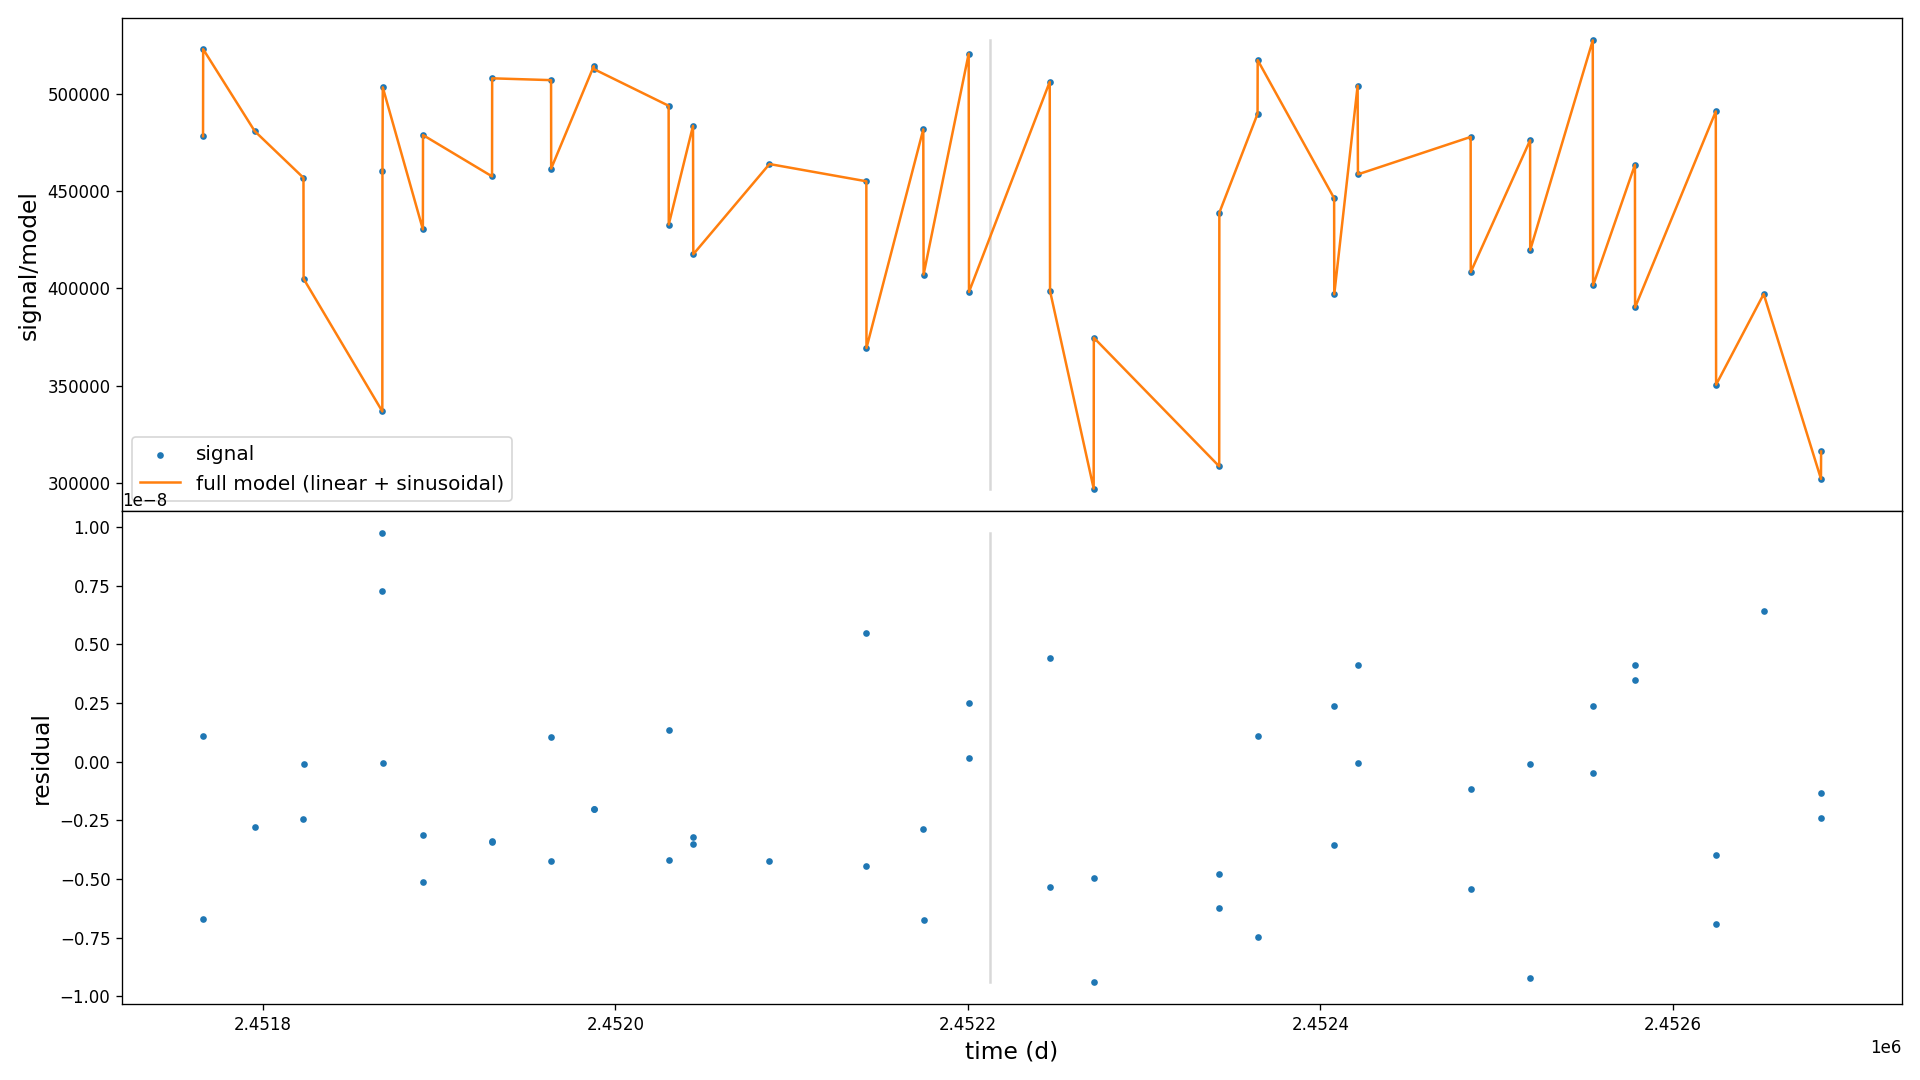 500000
450000
400000
350000
300000
signal/model
signal
full model (linear + sinusoidal)
1e−8
1.00
0.75
0.50
0.25
0.00
−0.25
−0.50
−0.75
−1.00
residual
2.4518
2.4520
2.4522
2.4524
2.4526
time (d)
1e6